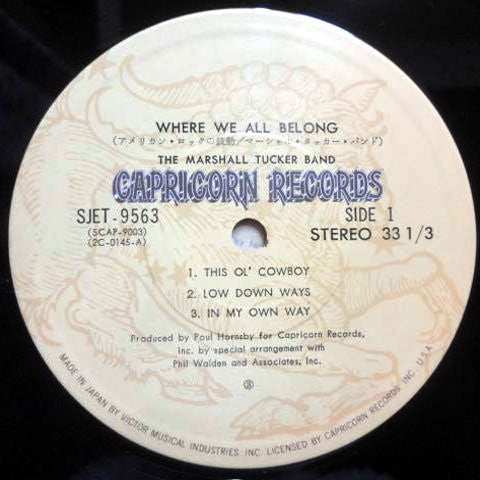 WHERE WE ALL BELONG
(アメリカン・ロックの鼓動/マーシャル・タッカー・バンド)
THE MARSHALL TUCKER BAND
CAPRICORN RECORDS
SJET-9563
(SCAP-9003)
(2C-0145-A)
SIDE 1
STEREO 33 1/3
1. THIS OL' COWBOY
2. LOW DOWN WAYS
3. IN MY OWN WAY
Produced by Paul Hornsby for Capricorn Records,
Inc. by special arrangement with
Phil Walden and Associates, Inc.
MADE IN JAPAN BY VICTOR MUSICAL INDUSTRIES, INC. LICENSED BY CAPRICORN RECORDS INC., U.S.A.